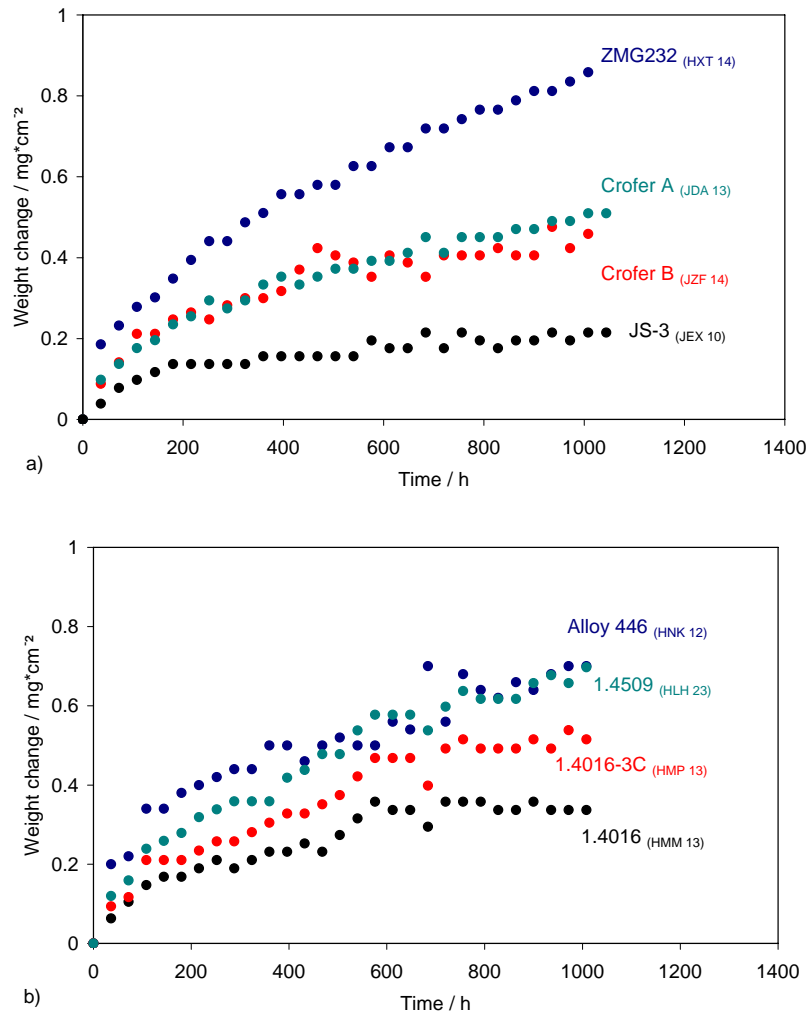 1
ZMG232 (HXT 14)
0.8
0.6
Crofer A (JDA 13)
0.4
Crofer B (JZF 14)
JS-3 (JEX 10)
0.2
0
0 200 400 600 800 1000 1200 1400
Weight change / mg*cm⁻²
a)
Time / h
1
0.8
Alloy 446 (HNK 12)
1.4509 (HLH 23)
0.6
1.4016-3C (HMP 13)
0.4
1.4016 (HMM 13)
0.2
0
0 200 400 600 800 1000 1200 1400
Weight change / mg*cm⁻²
b)
Time / h